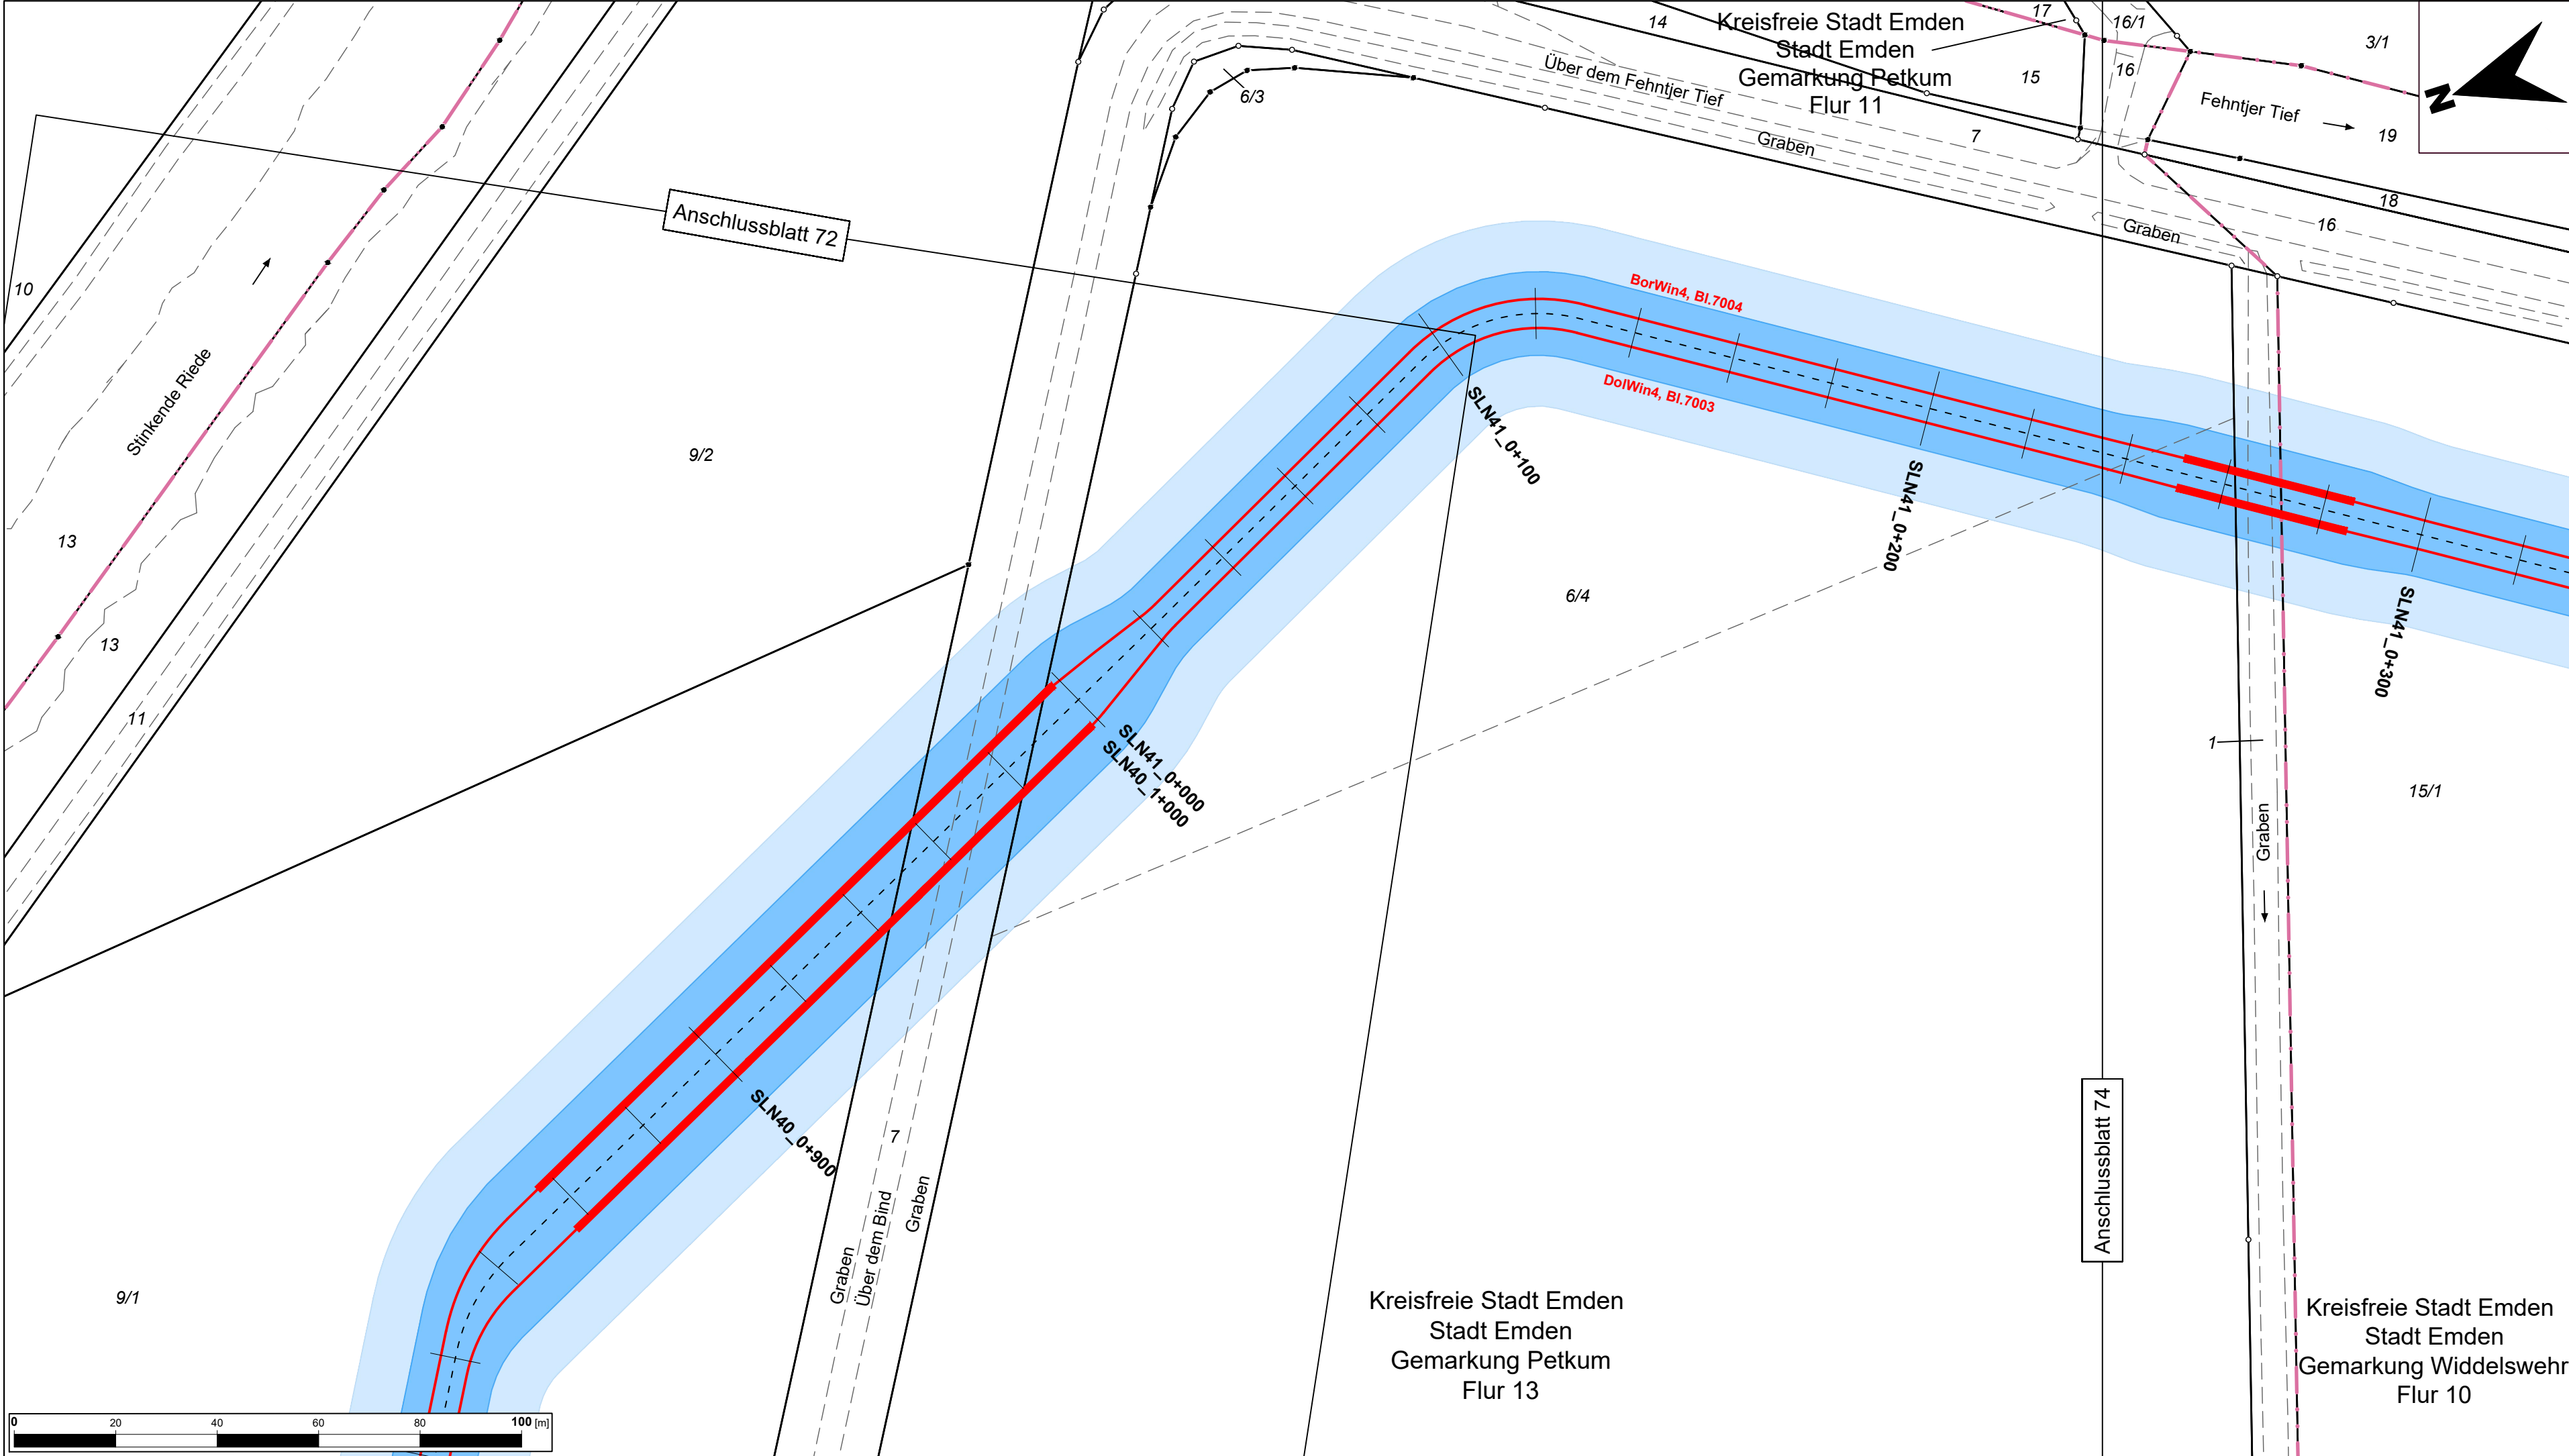 14
Kreisfreie Stadt Emden
Stadt Emden
Gemarkung Petkum
Flur 11
17
16/1
3/1
15
16
Über dem Fehntjer Tief
6/3
Fehntjer Tief
19
N
Graben
7
18
16
Graben
Anschlussblatt 72
10
Stinkende Riede
BorWin4, Bl.7004
DolWin4, Bl.7003
9/2
SLN41_0+100
SLN41_0+200
13
6/4
SLN41_0+300
13
11
1
SLN41_0+000
SLN40_1+000
15/1
Graben
SLN40_0+900
7
Anschlussblatt 74
Graben
Über dem Bind
Graben
9/1
Kreisfreie Stadt Emden
Stadt Emden
Gemarkung Petkum
Flur 13
Kreisfreie Stadt Emden
Stadt Emden
Gemarkung Widdelswehr
Flur 10
0 20 40 60 80 100 [m]